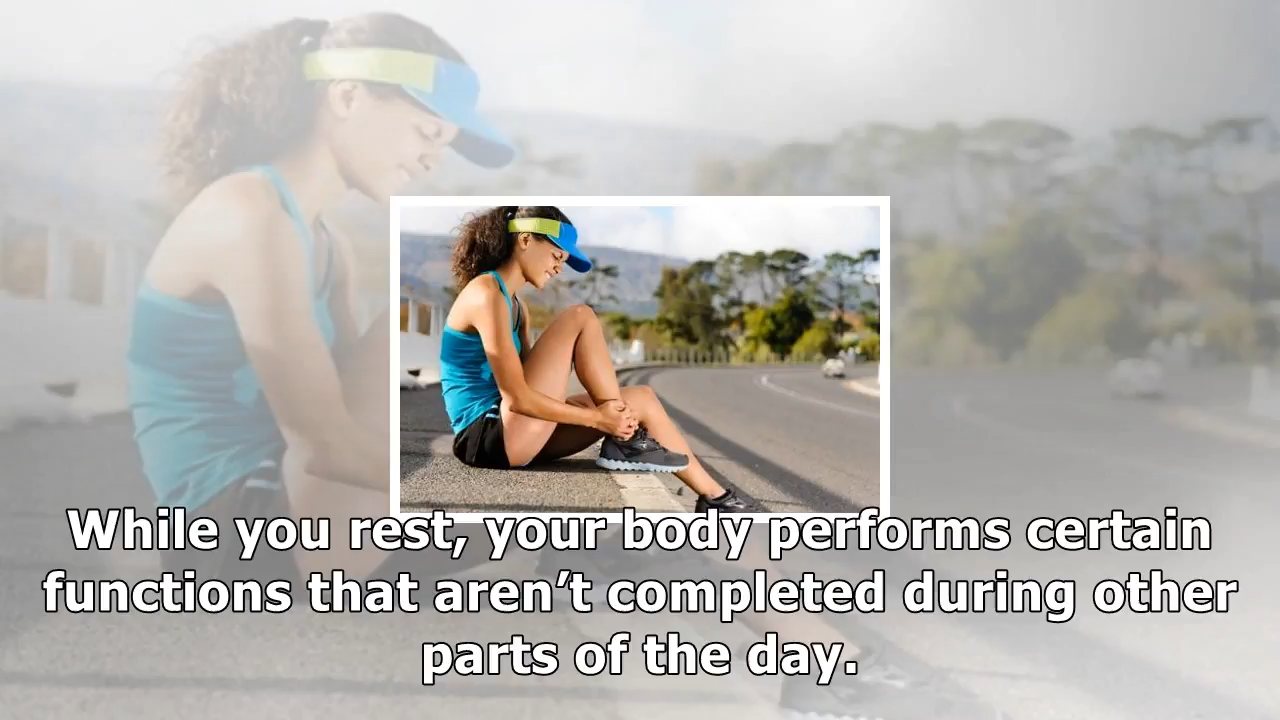 While you rest, your body performs certain
functions that aren’t completed during other
parts of the day.